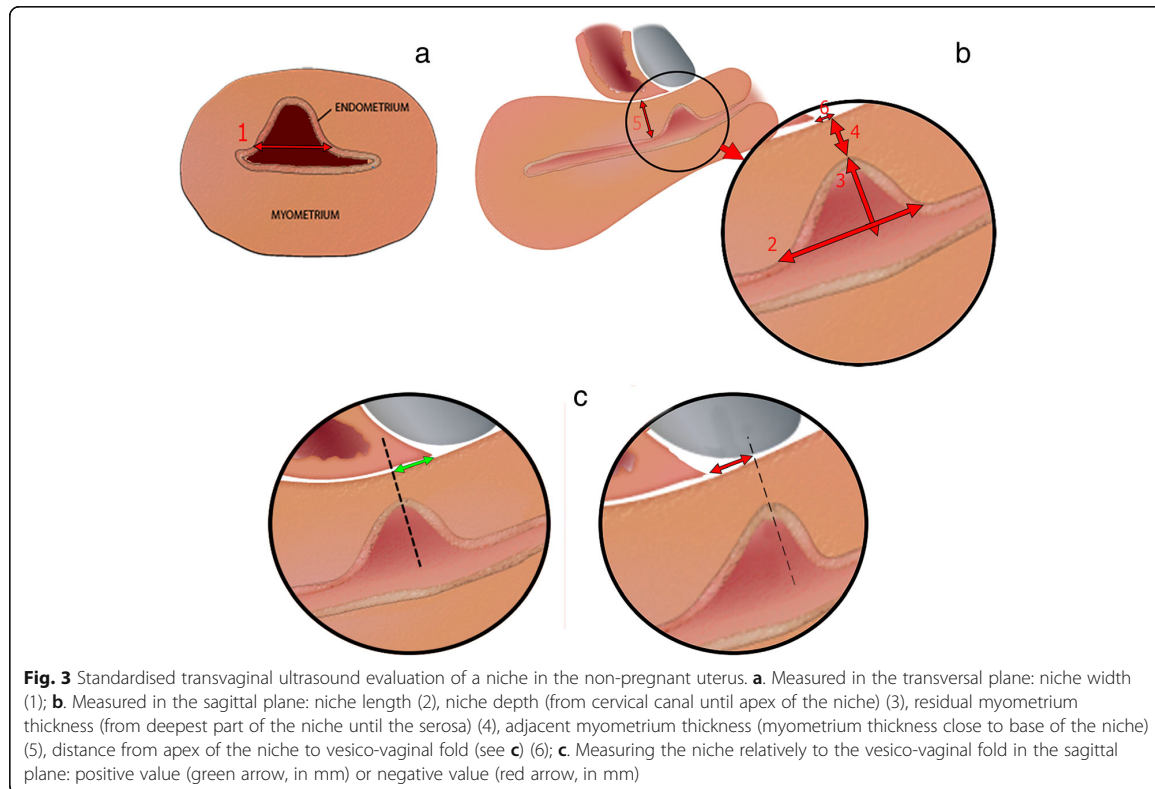 a
b
1
ENDOMETRIUM
MYOMETRIUM
5
6
4
3
2
c
Fig. 3 Standardised transvaginal ultrasound evaluation of a niche in the non-pregnant uterus. a. Measured in the transversal plane: niche width
(1); b. Measured in the sagittal plane: niche length (2), niche depth (from cervical canal until apex of the niche) (3), residual myometrium
thickness (from deepest part of the niche until the serosa) (4), adjacent myometrium thickness (myometrium thickness close to base of the niche)
(5), distance from apex of the niche to vesico-vaginal fold (see c) (6); c. Measuring the niche relatively to the vesico-vaginal fold in the sagittal
plane: positive value (green arrow, in mm) or negative value (red arrow, in mm)